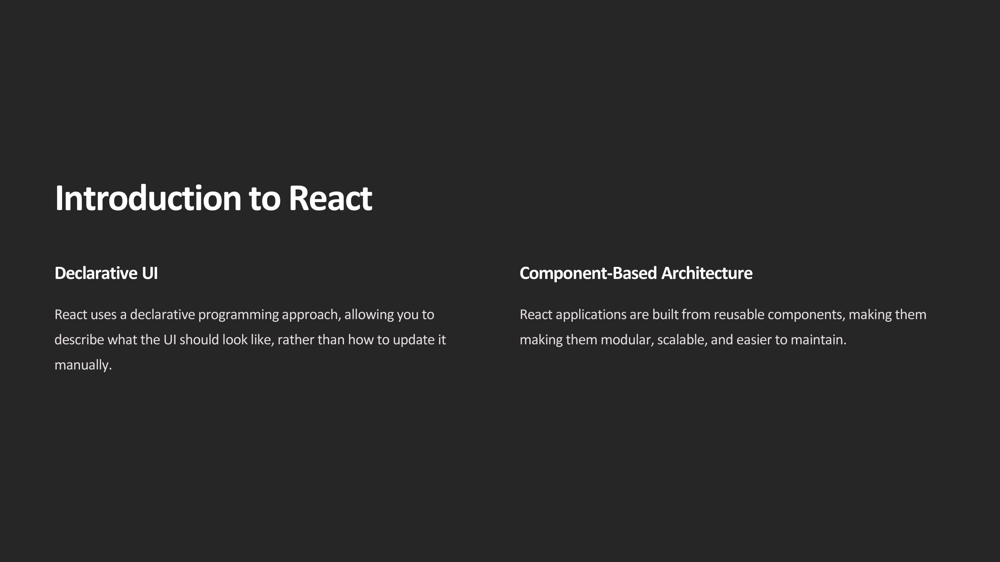 Introduction to React
Declarative UI
React uses a declarative programming approach, allowing you to
describe what the UI should look like, rather than how to update it
manually.
Component-Based Architecture
React applications are built from reusable components, making them
making them modular, scalable, and easier to maintain.